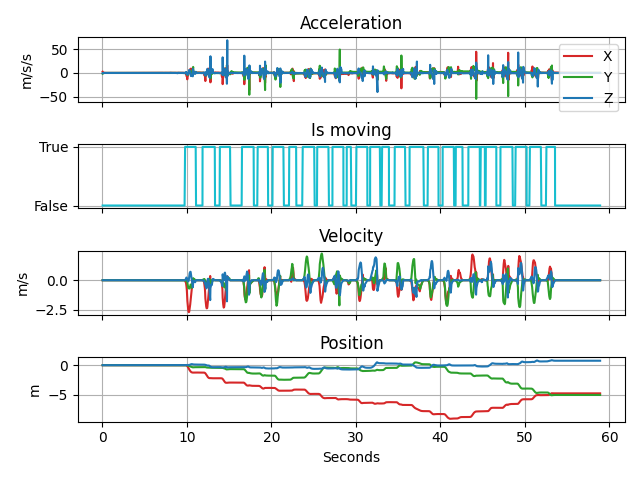 Acceleration
50
0
−50
m/s/s
X
Y
Z
Is moving
True
False
Velocity
0.0
−2.5
m/s
Position
0
−5
m
0 10 20 30 40 50 60
Seconds